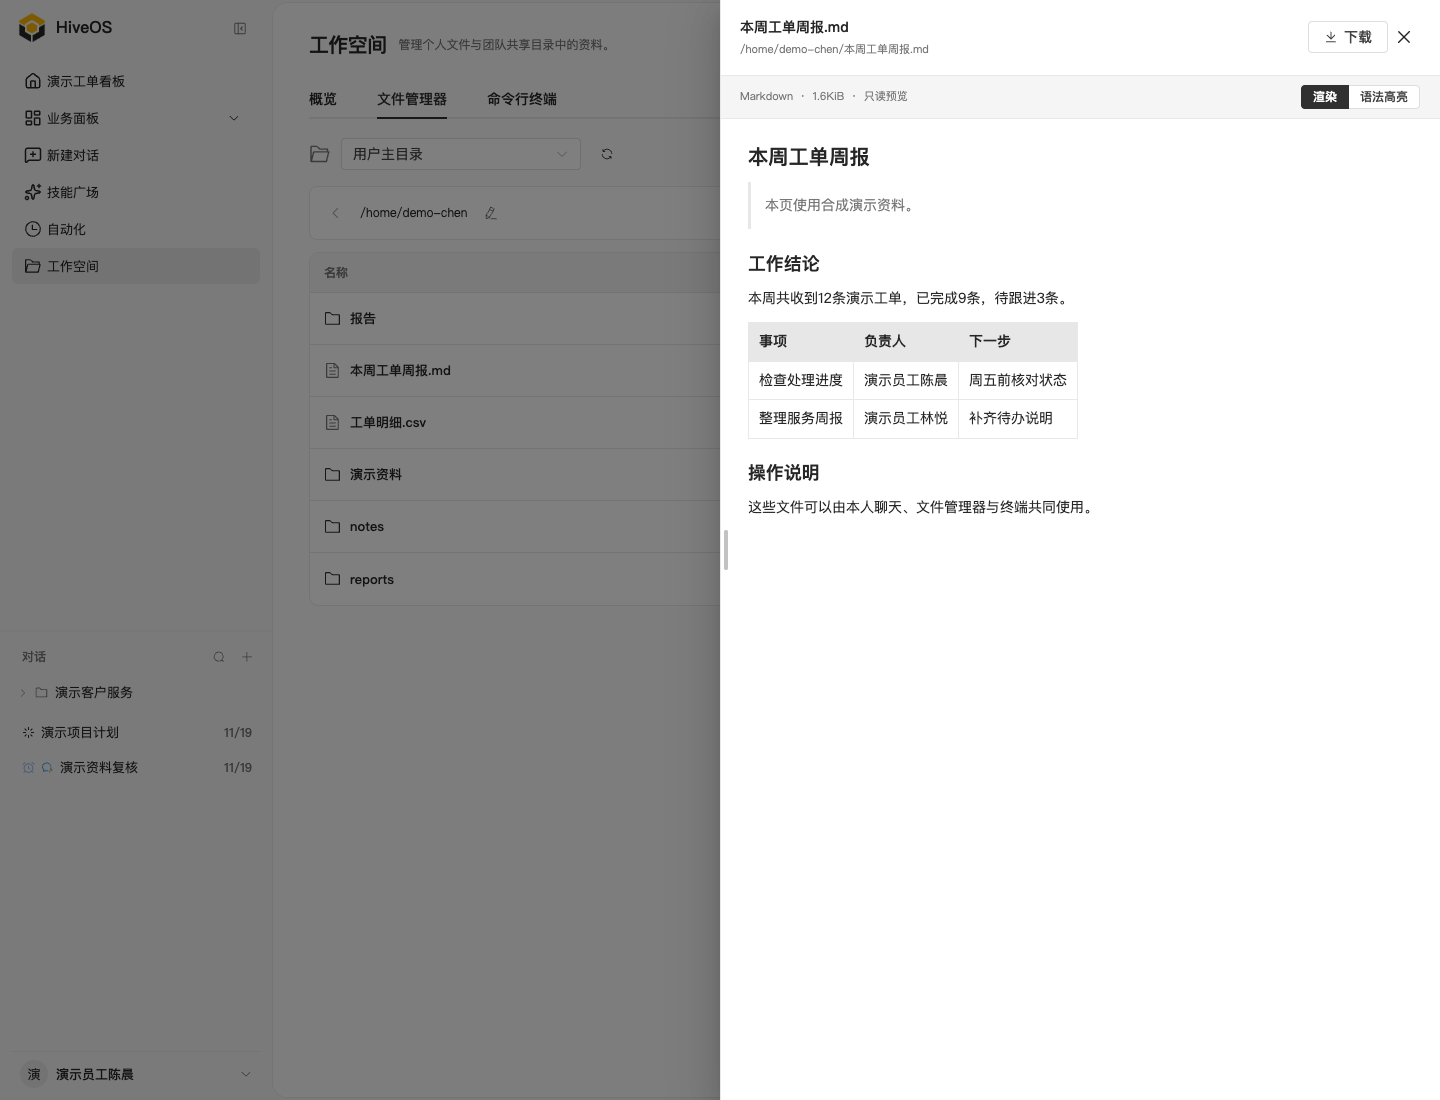 HiveOS
演示工单看板
业务面板
新建对话
技能广场
自动化
工作空间
对话
演示客户服务
演示项目计划 11/19
演示资料复核 11/19
演 演示员工陈晨
工作空间 管理个人文件与团队共享目录中的资料。
概览 文件管理器 命令行终端
用户主目录
/home/demo-chen
名称
报告
本周工单周报.md
工单明细.csv
演示资料
notes
reports
本周工单周报.md
/home/demo-chen/本周工单周报.md
下载
Markdown · 1.6KiB · 只读预览
渲染 语法高亮
本周工单周报
本页使用合成演示资料。
工作结论
本周共收到12条演示工单，已完成9条，待跟进3条。
事项 负责人 下一步
检查处理进度 演示员工陈晨 周五前核对状态
整理服务周报 演示员工林悦 补齐待办说明
操作说明
这些文件可以由本人聊天、文件管理器与终端共同使用。